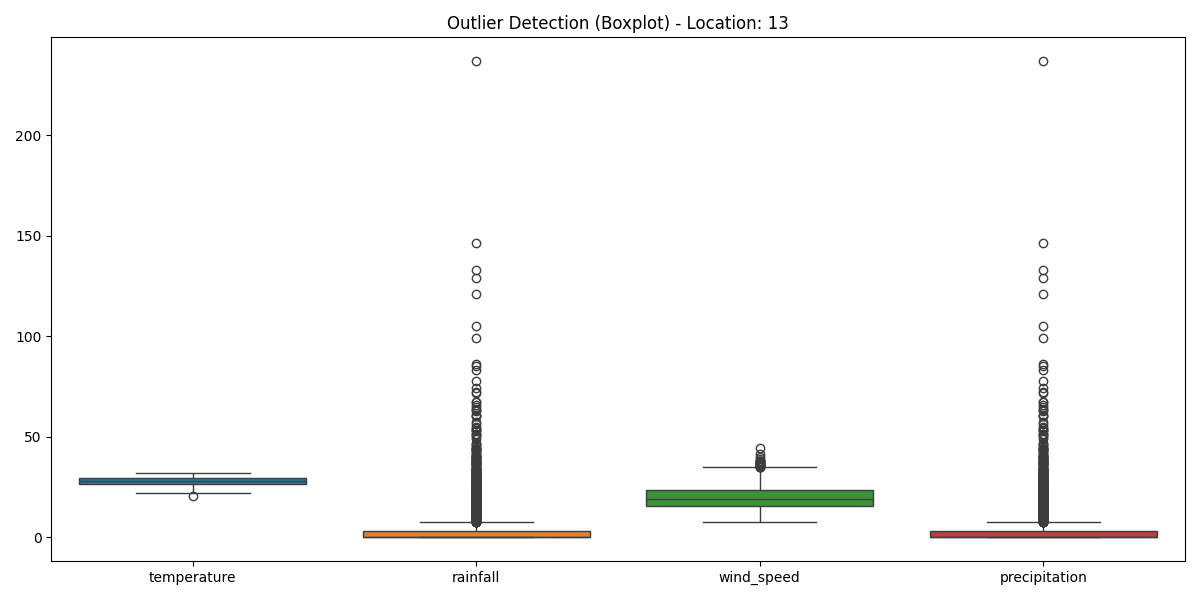 Outlier Detection (Boxplot) - Location: 13
200
150
100
50
0
temperature
rainfall
wind_speed
precipitation